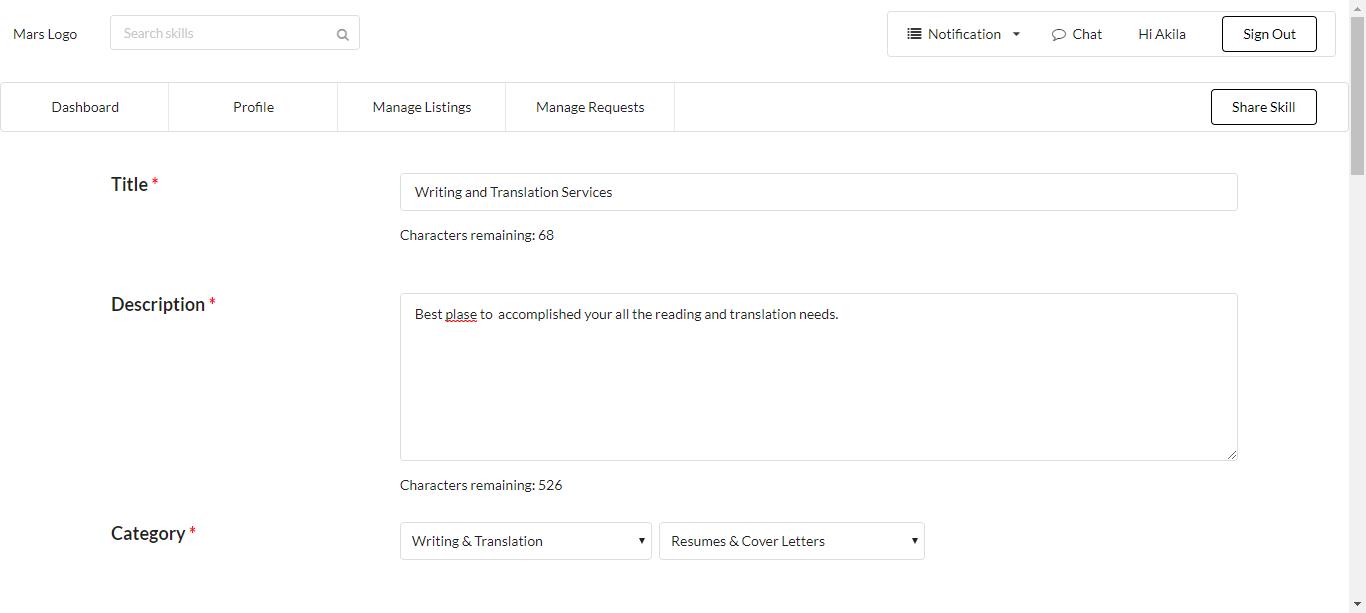 Mars Logo Search skills Notification Chat Hi Akila Sign Out
Dashboard Profile Manage Listings Manage Requests Share Skill
Title * Writing and Translation Services
Characters remaining: 68
Description * Best plase to  accomplished your all the reading and translation needs.
Characters remaining: 526
Category * Writing & Translation Resumes & Cover Letters